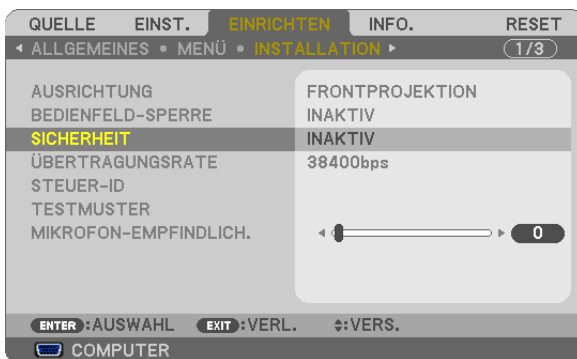 QUELLE EINST. EINRICHTEN INFO. RESET
ALLGEMEINES • MENÜ • INSTALLATION 1/3
AUSRICHTUNG FRONTPROJEKTION
BEDIENFELD-SPERRE INAKTIV
SICHERHEIT INAKTIV
ÜBERTRAGUNGSRATE 38400bps
STEUER-ID
TESTMUSTER
MIKROFON-EMPFINDLICH. 0
ENTER :AUSWAHL EXIT :VERL. :VERS.
COMPUTER